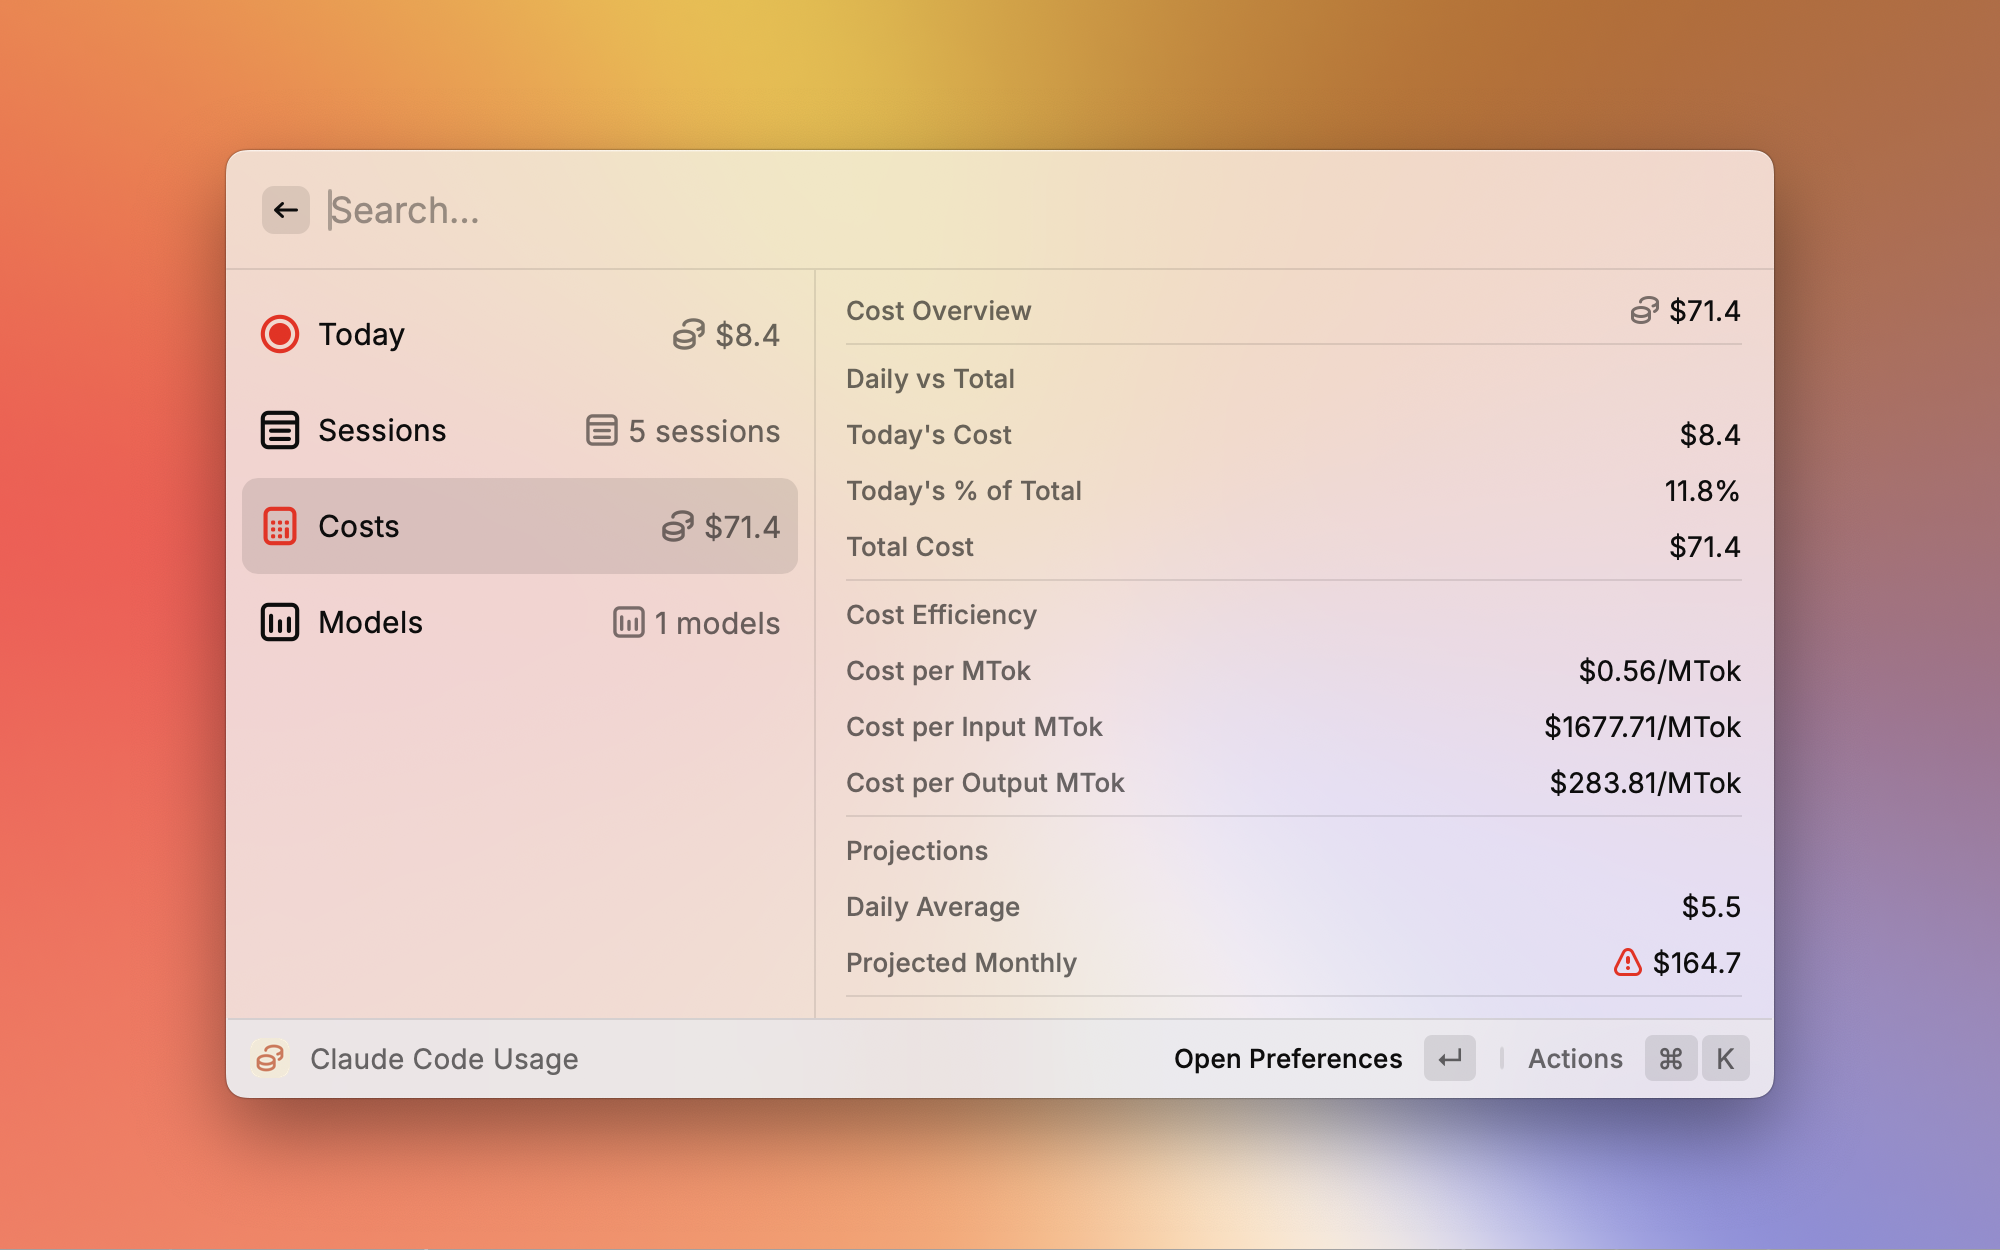 Search...
Today $8.4
Sessions 5 sessions
Costs $71.4
Models 1 models
Cost Overview $71.4
Daily vs Total
Today's Cost $8.4
Today's % of Total 11.8%
Total Cost $71.4
Cost Efficiency
Cost per MTok $0.56/MTok
Cost per Input MTok $1677.71/MTok
Cost per Output MTok $283.81/MTok
Projections
Daily Average $5.5
Projected Monthly $164.7
Claude Code Usage Open Preferences Actions ⌘ K